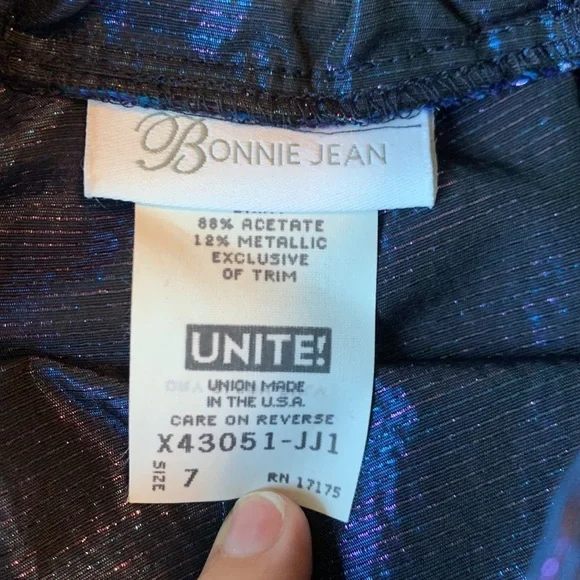 BONNIE JEAN
88% ACETATE
12% METALLIC
EXCLUSIVE
OF TRIM
UNITE!
UNION MADE
IN THE U.S.A.
CARE ON REVERSE
X43051-JJ1
SIZE 7 RN 17175